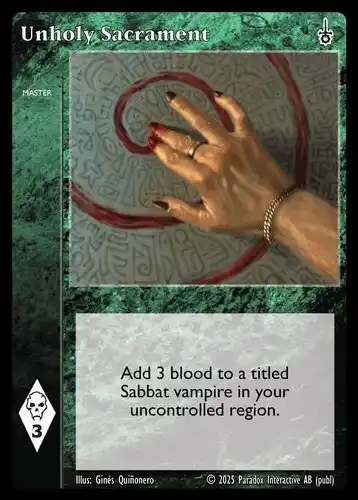 Unholy Sacrament
MASTER
Add 3 blood to a titled
Sabbat vampire in your
uncontrolled region.
3
Illus: Ginés Quiñonero © 2025 Paradox Interactive AB (publ)